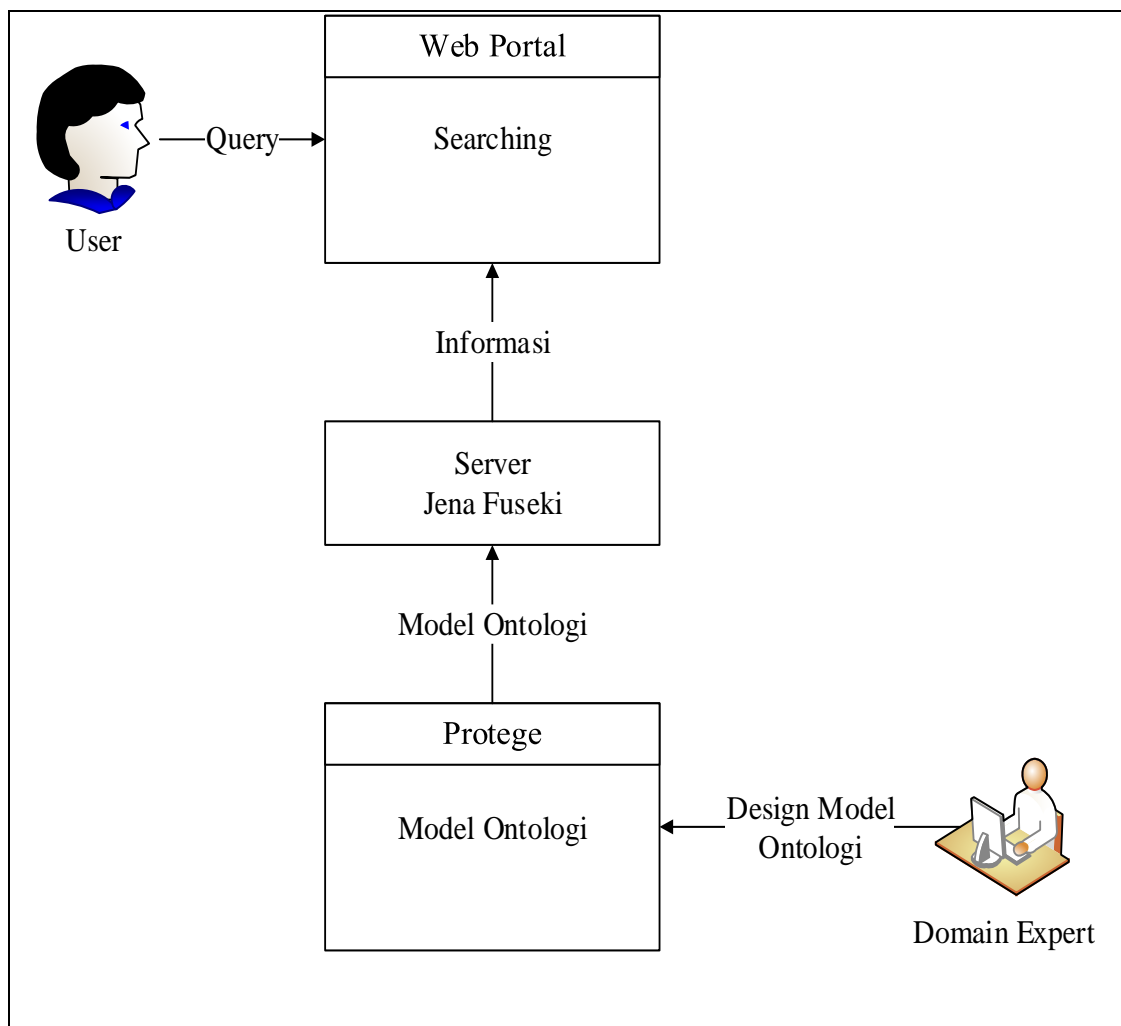 Web Portal
Query
Searching
User
Informasi
Server
Jena Fuseki
Model Ontologi
Protege
Model Ontologi
Design Model
Ontologi
Domain Expert